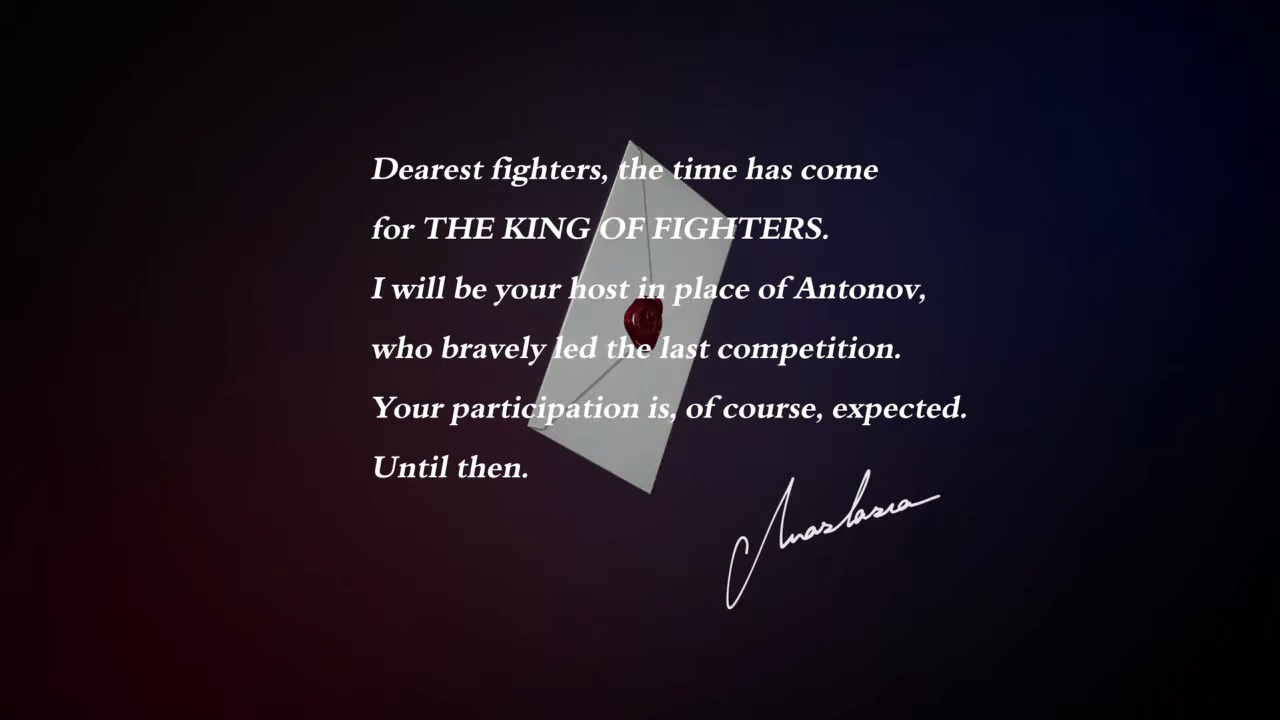 Dearest fighters, the time has come
for THE KING OF FIGHTERS.
I will be your host in place of Antonov,
who bravely led the last competition.
Your participation is, of course, expected.
Until then.
Anastasia